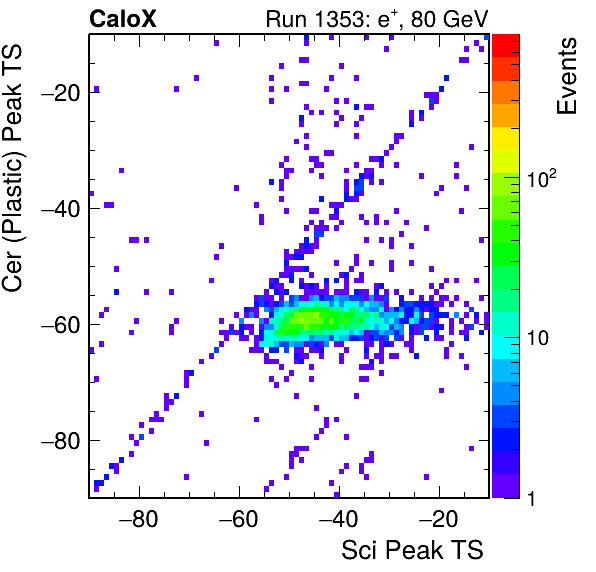 CaloX Run 1353: e⁺, 80 GeV
Cer (Plastic) Peak TS
−20
−40
−60
−80
−80 −60 −40 −20
Sci Peak TS
Events
10²
10
1